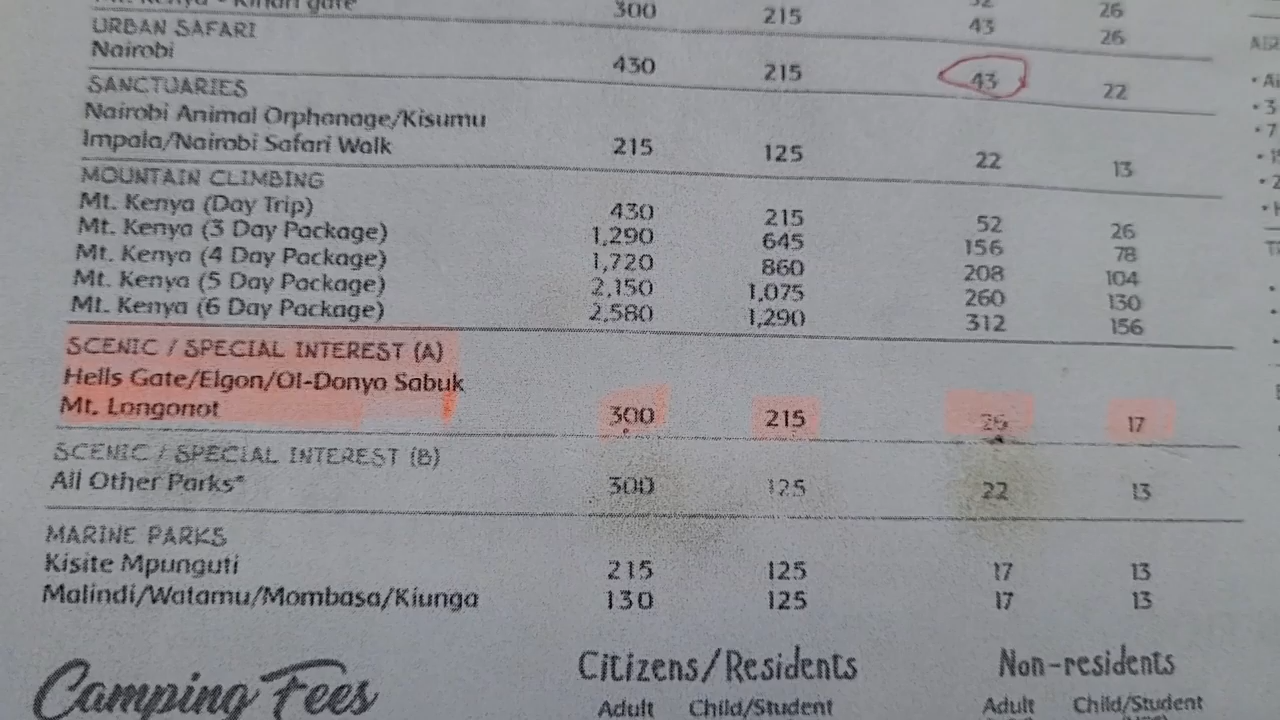 300 215 26
URBAN SAFARI 43 26
Nairobi 430 215 43 22
SANCTUARIES
Nairobi Animal Orphanage/Kisumu
Impala/Nairobi Safari Walk 215 125 22 13
MOUNTAIN CLIMBING
Mt. Kenya (Day Trip) 430 215 52 26
Mt. Kenya (3 Day Package) 1,290 645 156 78
Mt. Kenya (4 Day Package) 1,720 860 208 104
Mt. Kenya (5 Day Package) 2,150 1,075 260 130
Mt. Kenya (6 Day Package) 2,580 1,290 312 156
SCENIC / SPECIAL INTEREST (A)
Hells Gate/Elgon/Ol-Donyo Sabuk
Mt. Longonot 300 215 26 17
SCENIC / SPECIAL INTEREST (B)
All Other Parks* 300 125 22 13
MARINE PARKS
Kisite Mpunguti 215 125 17 13
Malindi/Watamu/Mombasa/Kiunga 130 125 17 13
Camping Fees Citizens/Residents Non-residents
Adult Child/Student Adult Child/Student